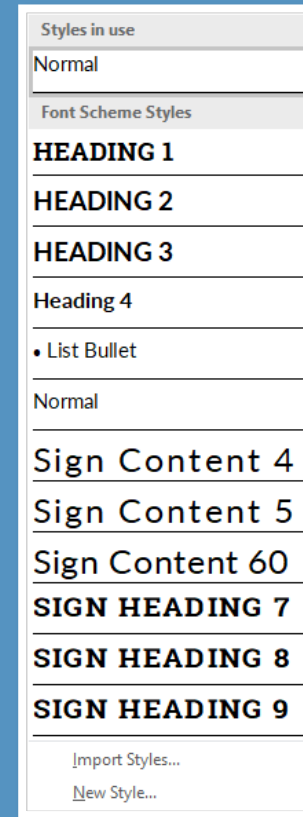 Styles in use
Normal
Font Scheme Styles
HEADING 1
HEADING 2
HEADING 3
Heading 4
• List Bullet
Normal
Sign Content 4
Sign Content 5
Sign Content 60
SIGN HEADING 7
SIGN HEADING 8
SIGN HEADING 9
Import Styles...
New Style...